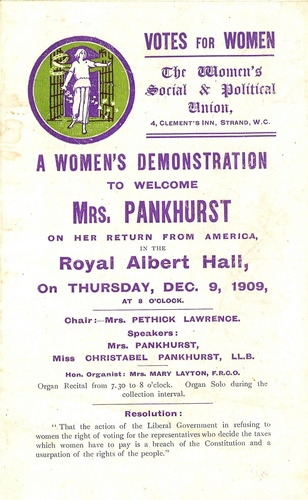 VOTES FOR WOMEN
The Women's
Social & Political
Union,
4, CLEMENT'S INN, STRAND, W.C.
A WOMEN'S DEMONSTRATION
TO WELCOME
MRS. PANKHURST
ON HER RETURN FROM AMERICA,
IN THE
Royal Albert Hall,
On THURSDAY, DEC. 9, 1909,
AT 8 O'CLOCK.
Chair:—Mrs. PETHICK LAWRENCE.
Speakers:
Mrs. PANKHURST,
Miss CHRISTABEL PANKHURST, LL.B.
Hon. Organist: Mrs. MARY LAYTON, F.R.C.O.
Organ Recital from 7.30 to 8 o'clock. Organ Solo during the
collection interval.
Resolution:
"That the action of the Liberal Government in refusing to
women the right of voting for the representatives who decide the taxes
which women have to pay is a breach of the Constitution and a
usurpation of the rights of the people."